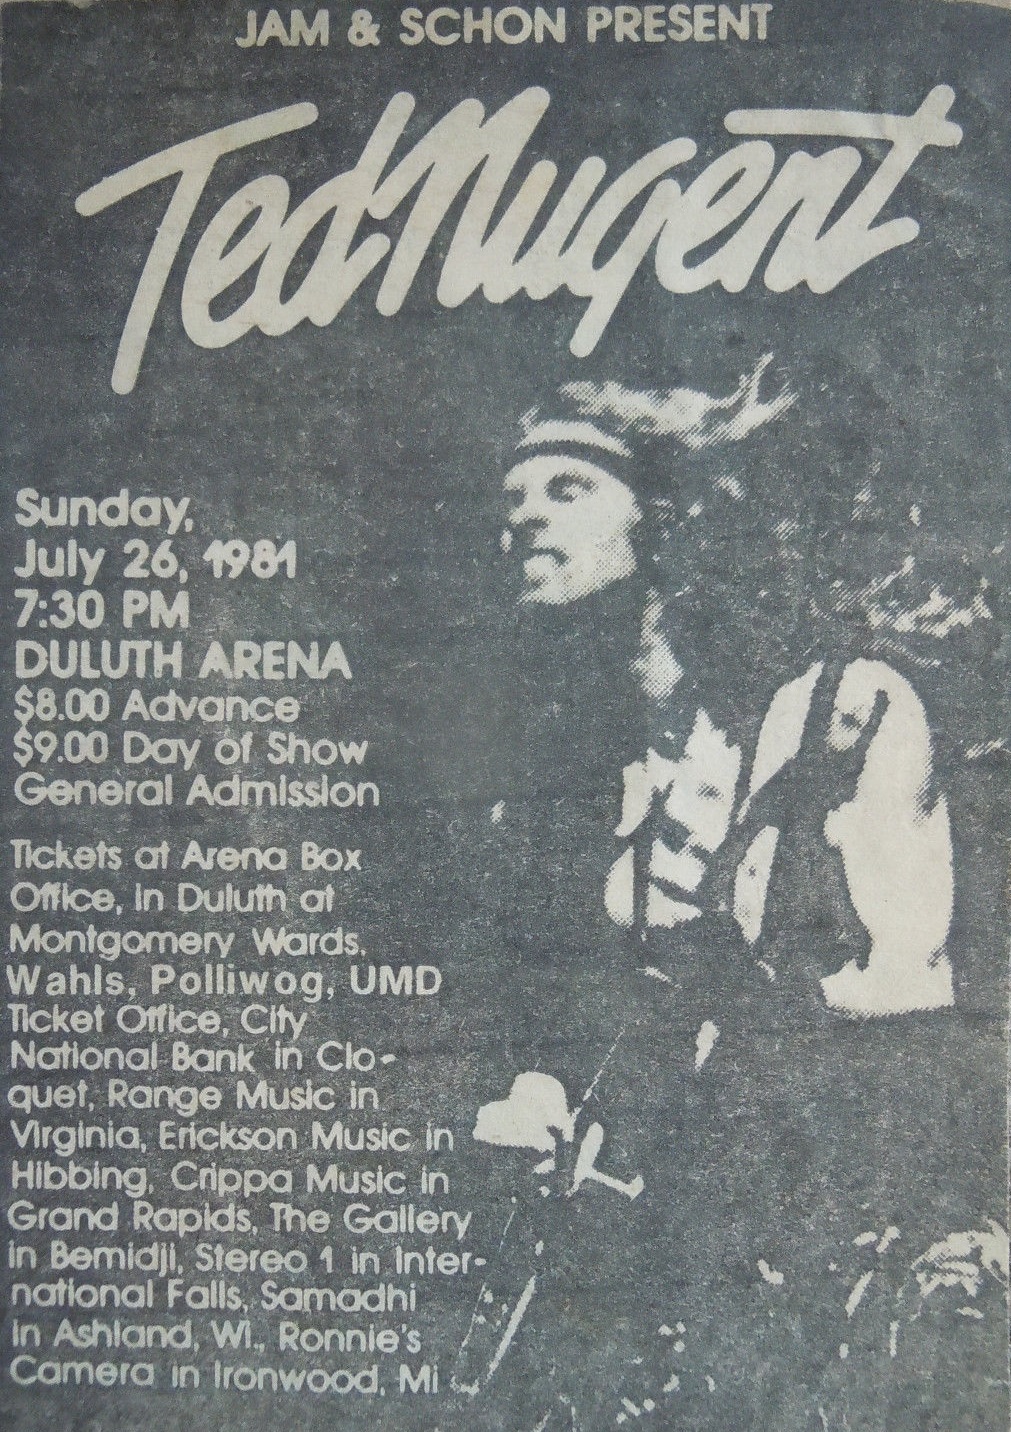 JAM & SCHON PRESENT
Ted Nugent
Sunday,
July 26, 1981
7:30 PM
DULUTH ARENA
$8.00 Advance
$9.00 Day of Show
General Admission
Tickets at Arena Box
Office, in Duluth at
Montgomery Wards,
Wahls, Polliwog, UMD
Ticket Office, City
National Bank in Clo-
quet, Range Music in
Virginia, Erickson Music in
Hibbing, Crippa Music in
Grand Rapids, The Gallery
in Bemidji, Stereo 1 in Inter-
national Falls, Samadhi
in Ashland, Wi., Ronnie's
Camera in Ironwood, Mi